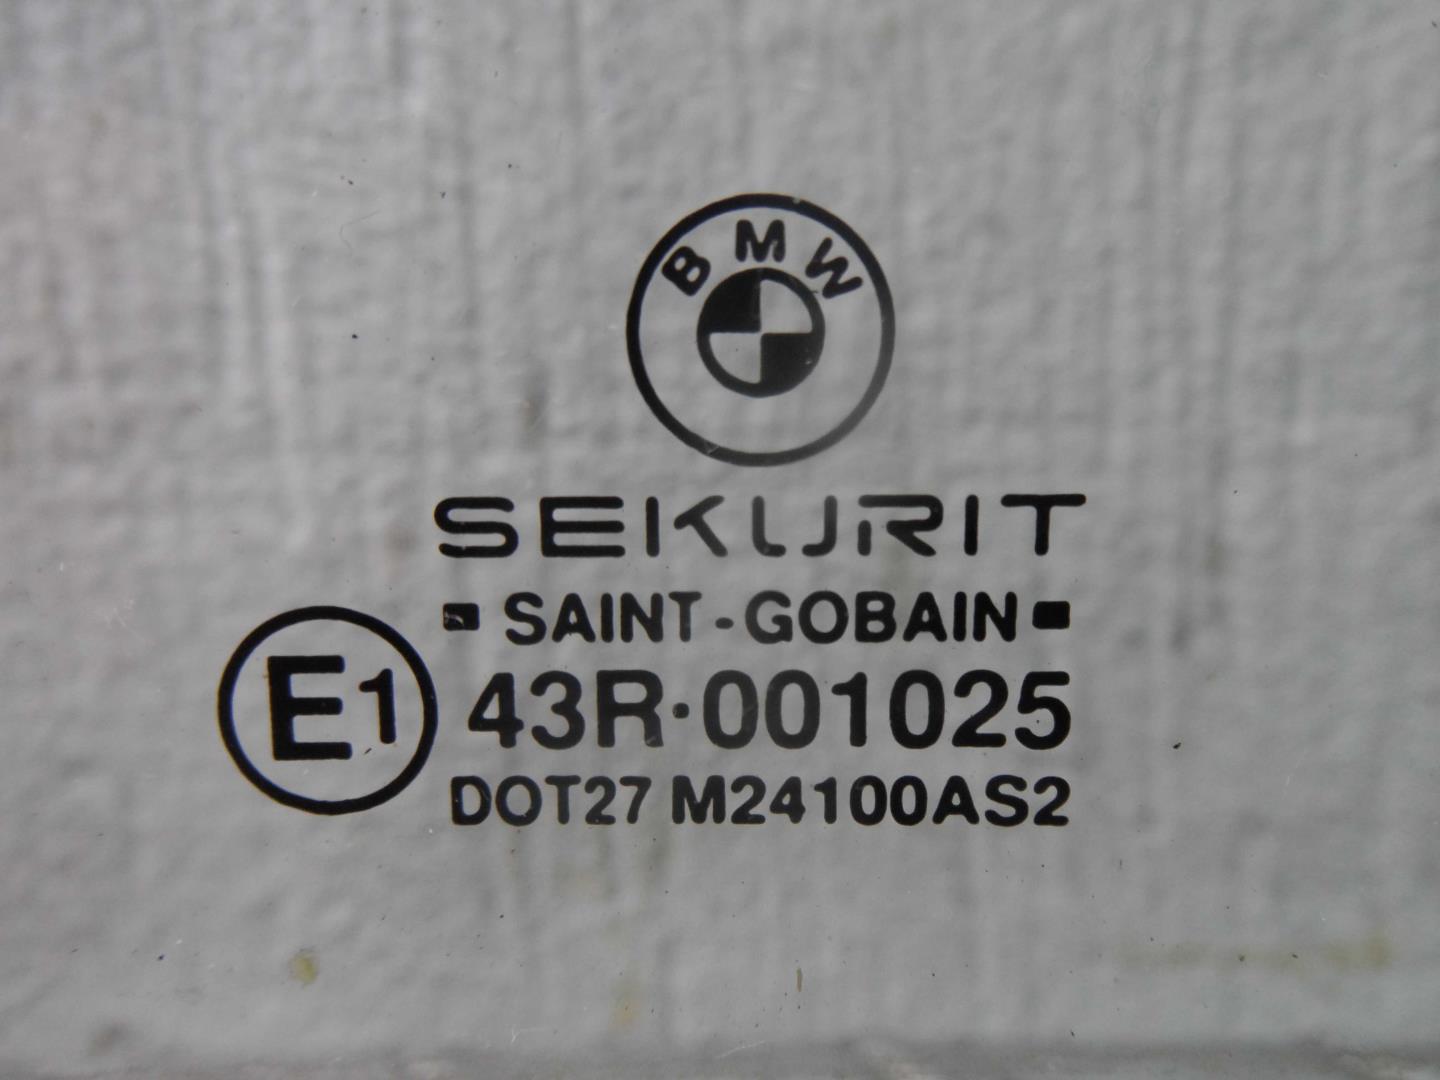 BMW
SEKURIT
SAINT-GOBAIN
E1 43R·001025
DOT27 M24100AS2